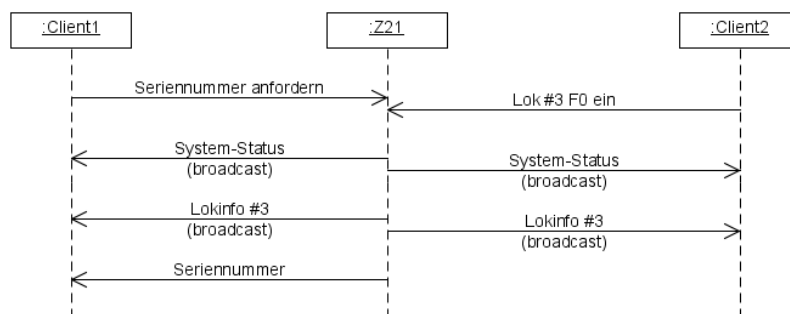 :Client1
:Z21
:Client2
Seriennummer anfordern
Lok #3 F0 ein
System-Status
(broadcast)
System-Status
(broadcast)
Lokinfo #3
(broadcast)
Lokinfo #3
(broadcast)
Seriennummer